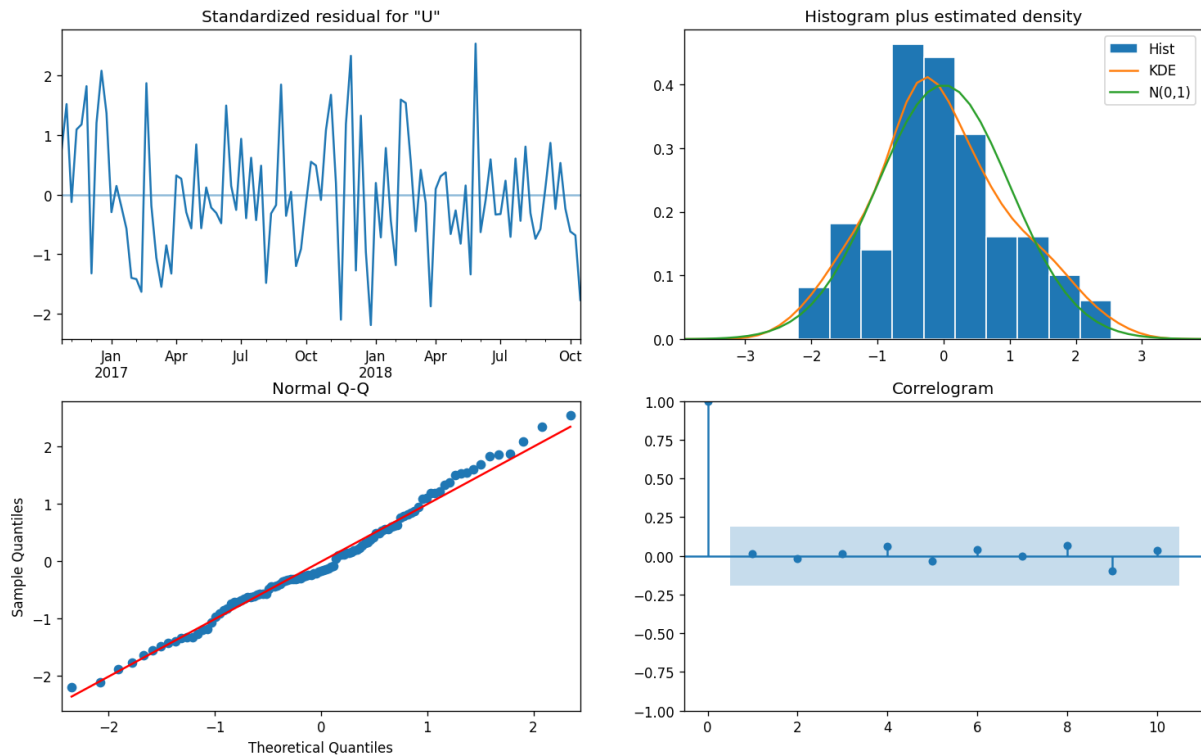 Standardized residual for "U"
2
1
0
−1
−2
Jan
2017
Apr
Jul
Oct
Jan
2018
Apr
Jul
Oct
Histogram plus estimated density
Hist
KDE
N(0,1)
0.4
0.3
0.2
0.1
0.0
−3 −2 −1 0 1 2 3
Normal Q-Q
Sample Quantiles
2
1
0
−1
−2
−2 −1 0 1 2
Theoretical Quantiles
Correlogram
1.00
0.75
0.50
0.25
0.00
−0.25
−0.50
−0.75
−1.00
0 2 4 6 8 10